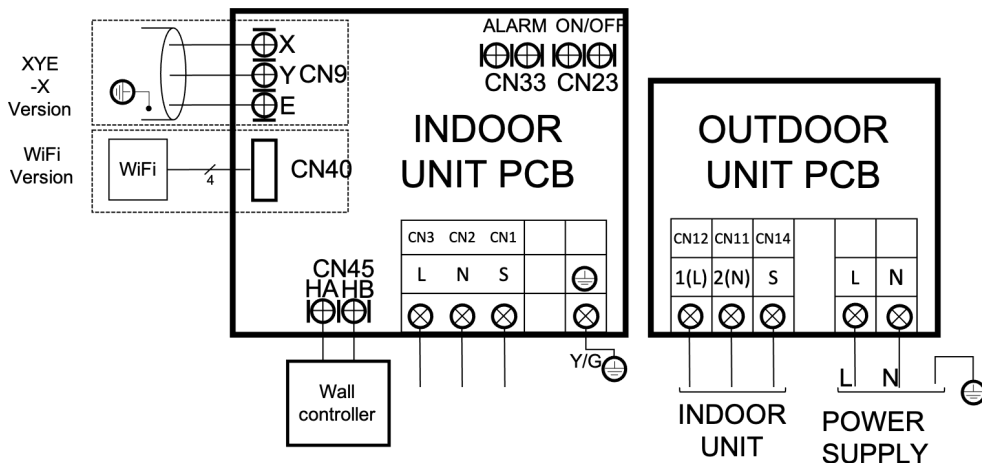 XYE
-X
Version
X
Y CN9
E
ALARM ON/OFF
CN33 CN23
WiFi
Version
WiFi
4
CN40
INDOOR
UNIT PCB
CN3 CN2 CN1
L N S
CN45
HA HB
Y/G
Wall
controller
OUTDOOR
UNIT PCB
CN12 CN11 CN14
1(L) 2(N) S L N
L N
INDOOR
UNIT
POWER
SUPPLY